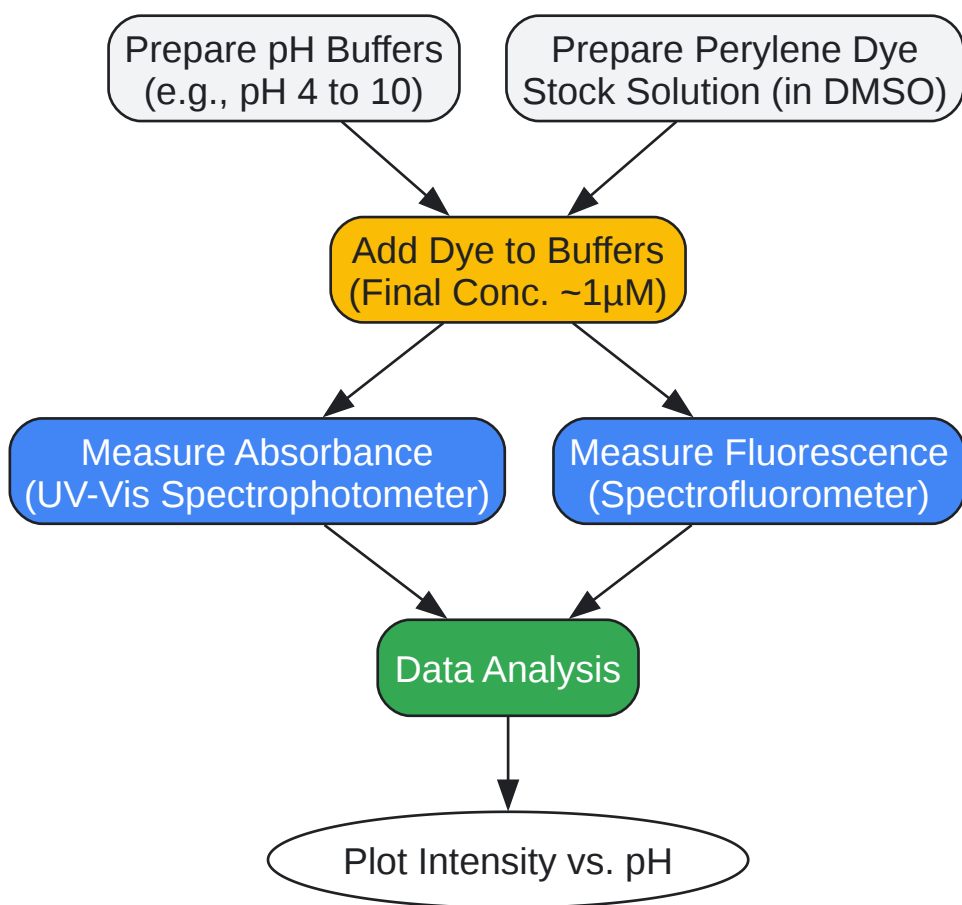 Prepare pH Buffers
(e.g., pH 4 to 10)
Prepare Perylene Dye
Stock Solution (in DMSO)
Add Dye to Buffers
(Final Conc. ~1µM)
Measure Absorbance
(UV-Vis Spectrophotometer)
Measure Fluorescence
(Spectrofluorometer)
Data Analysis
Plot Intensity vs. pH